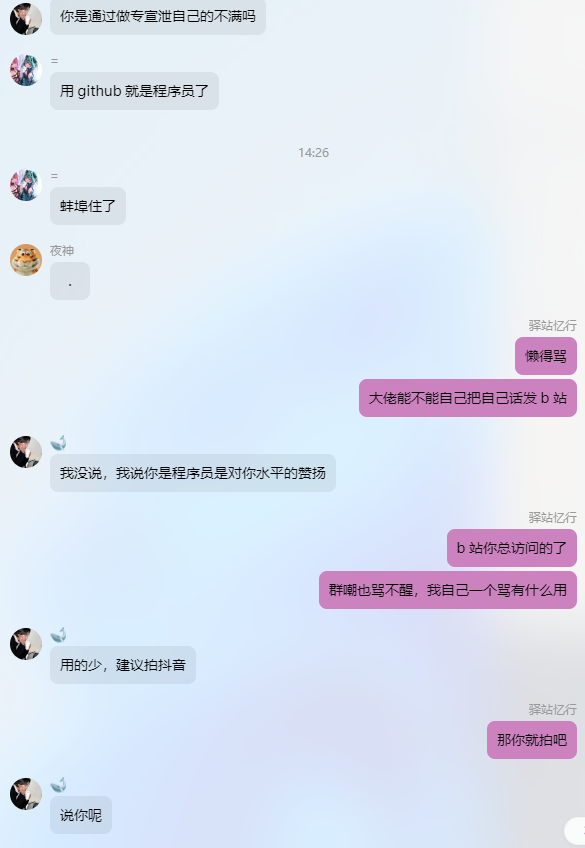 你是通过做专宣泄自己的不满吗
=
用 github 就是程序员了
14:26
=
蚌埠住了
夜神
.
驿站忆行
懒得骂
大佬能不能自己把自己话发 b 站
我没说，我说你是程序员是对你水平的赞扬
驿站忆行
b 站你总访问的了
群嘲也骂不醒，我自己一个骂有什么用
用的少，建议拍抖音
驿站忆行
那你就拍吧
说你呢